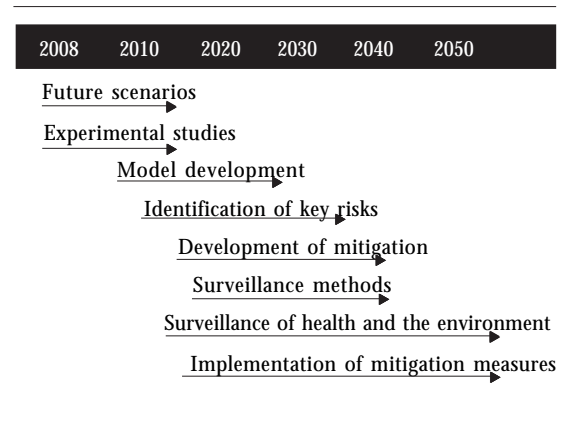 2008 2010 2020 2030 2040 2050
Future scenarios
Experimental studies
Model development
Identification of key risks
Development of mitigation
Surveillance methods
Surveillance of health and the environment
Implementation of mitigation measures